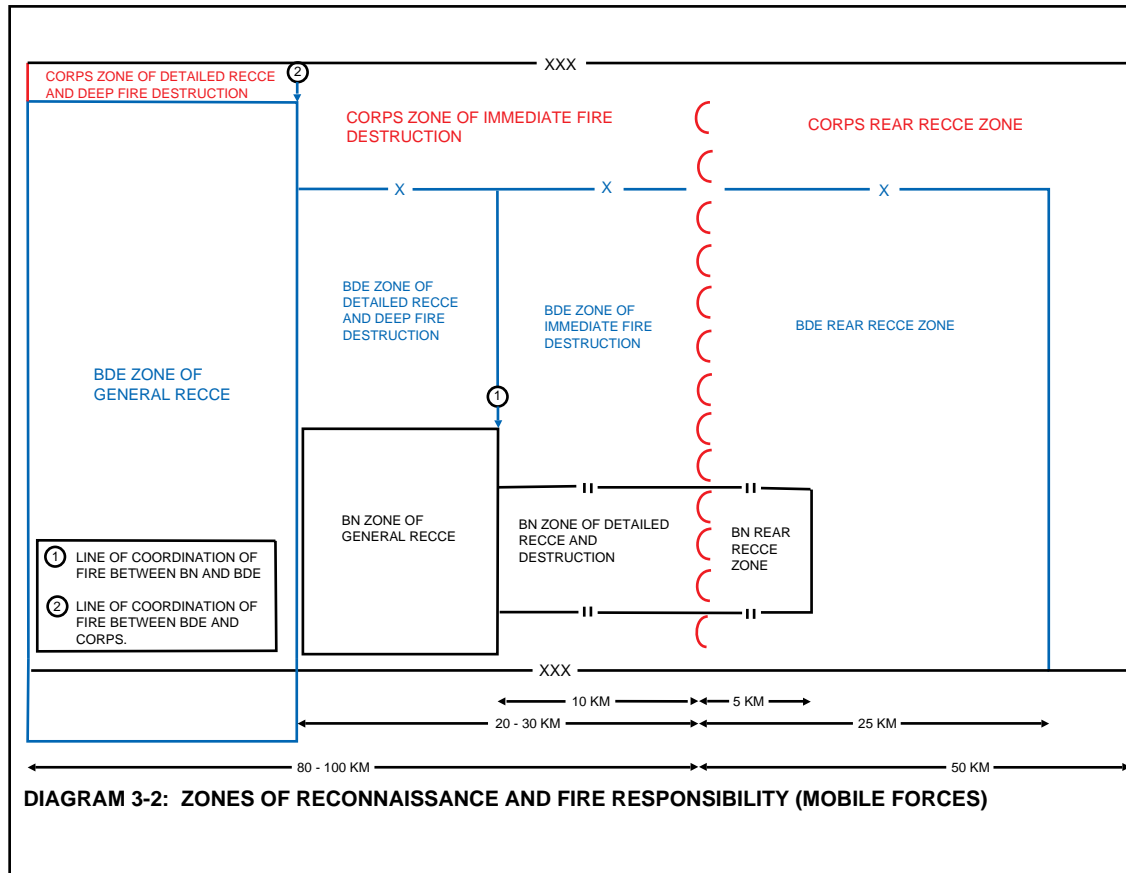 XXX
CORPS ZONE OF DETAILED RECCE
AND DEEP FIRE DESTRUCTION
2
CORPS ZONE OF IMMEDIATE FIRE
DESTRUCTION
CORPS REAR RECCE ZONE
X
X
X
BDE ZONE OF
GENERAL RECCE
BDE ZONE OF
DETAILED RECCE
AND DEEP FIRE
DESTRUCTION
BDE ZONE OF
IMMEDIATE FIRE
DESTRUCTION
BDE REAR RECCE ZONE
1
II
II
BN ZONE OF
GENERAL RECCE
BN ZONE OF DETAILED
RECCE AND
DESTRUCTION
BN REAR
RECCE
ZONE
II
II
1 LINE OF COORDINATION OF
FIRE BETWEEN BN AND BDE
2 LINE OF COORDINATION OF
FIRE BETWEEN BDE AND
CORPS.
XXX
10 KM
5 KM
20 - 30 KM
25 KM
80 - 100 KM
50 KM
DIAGRAM 3-2: ZONES OF RECONNAISSANCE AND FIRE RESPONSIBILITY (MOBILE FORCES)